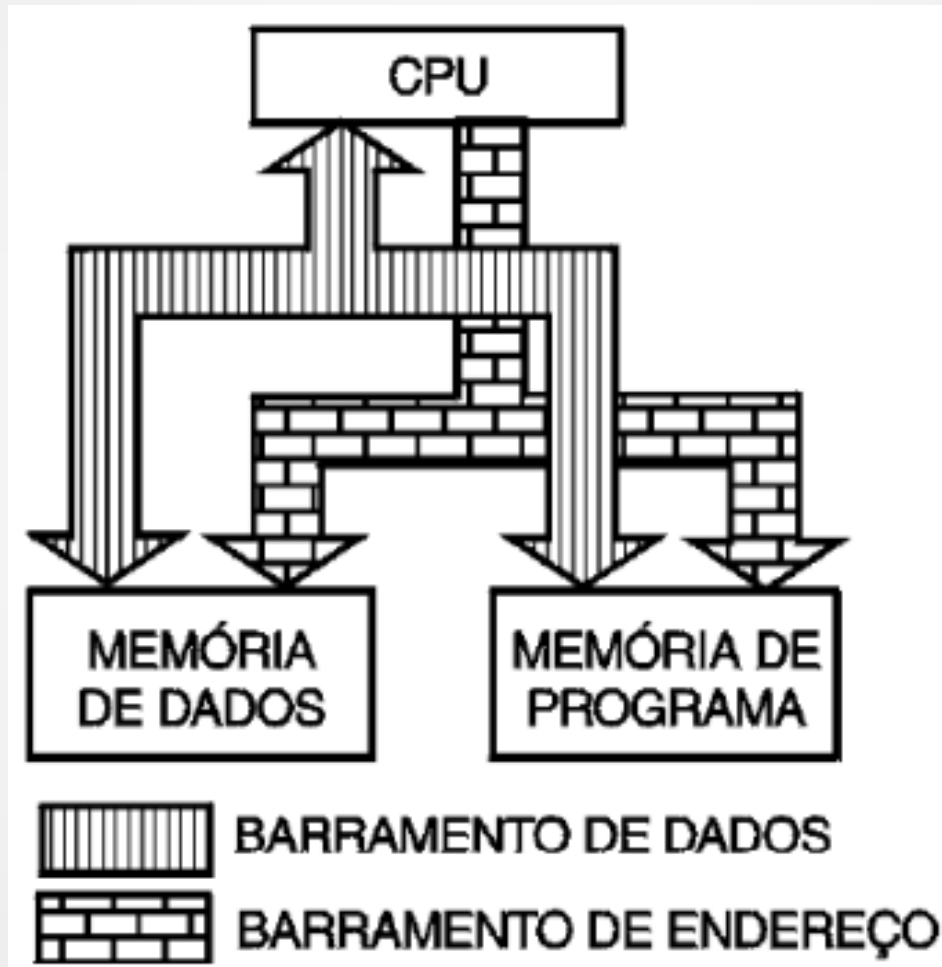 CPU
MEMÓRIA
DE DADOS
MEMÓRIA DE
PROGRAMA
BARRAMENTO DE DADOS
BARRAMENTO DE ENDEREÇO